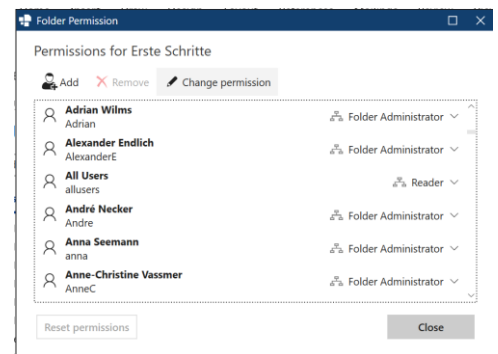 Folder Permission
Permissions for Erste Schritte
Add Remove Change permission
Adrian Wilms
Adrian
Folder Administrator
Alexander Endlich
AlexanderE
Folder Administrator
All Users
allusers
Reader
André Necker
Andre
Folder Administrator
Anna Seemann
anna
Folder Administrator
Anne-Christine Vassmer
AnneC
Folder Administrator
Reset permissions Close